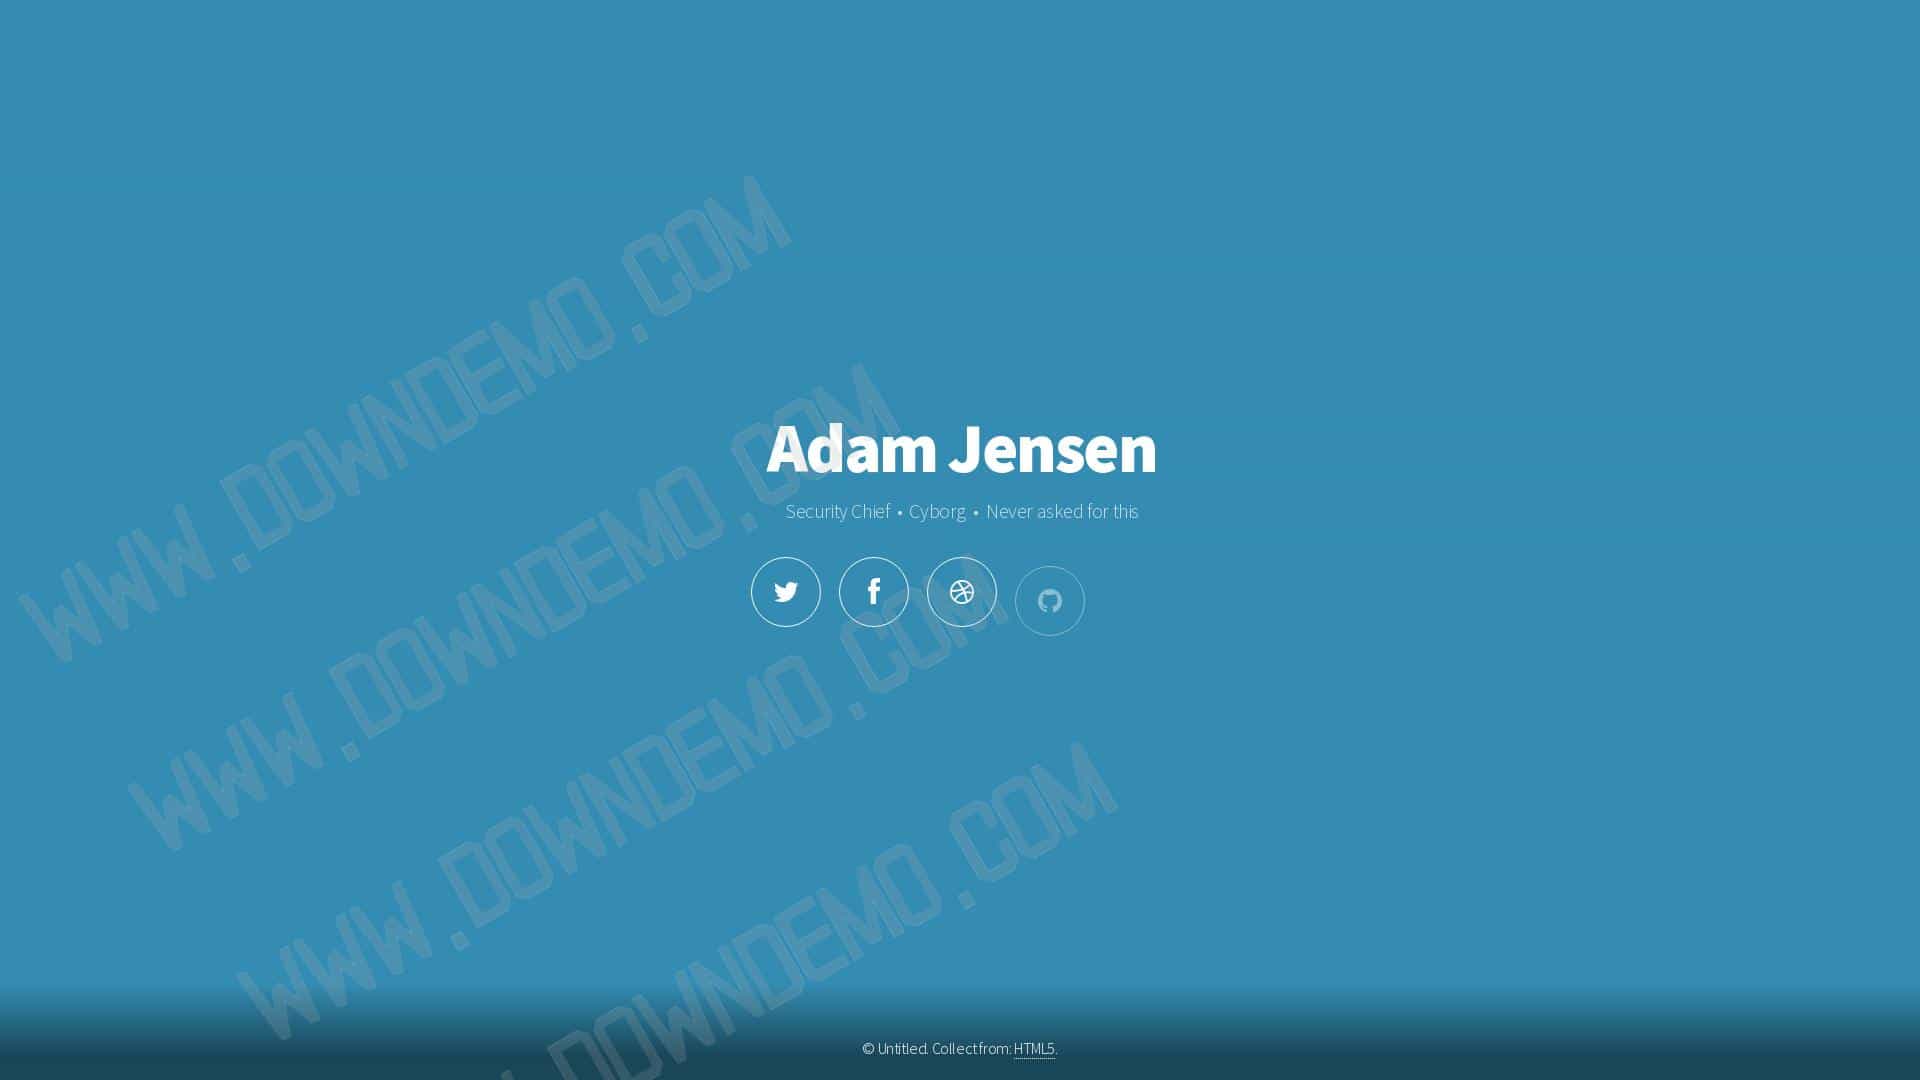 WWW.DOWNDEMO.COM
Adam Jensen
WWW.DOWNDEMO.COM
Security Chief • Cyborg • Never asked for this
WWW.DOWNDEMO.COM
DOWNDEMO.COM
© Untitled. Collect from: HTML5.